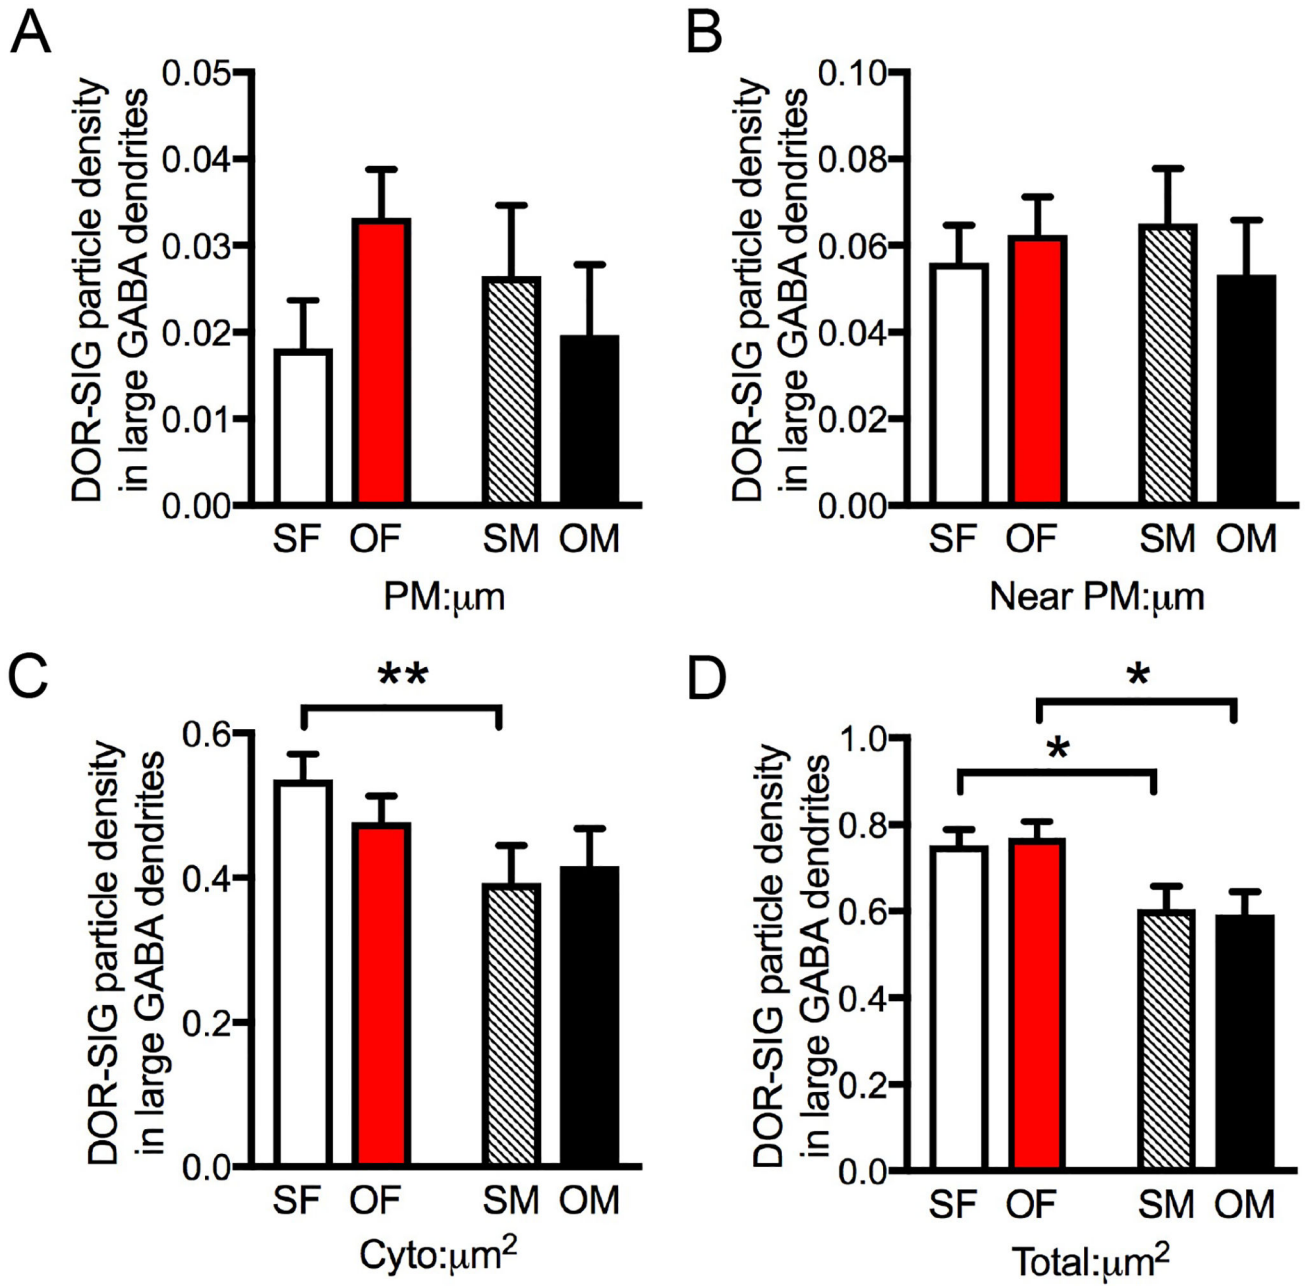 A
DOR-SIG particle density
in large GABA dendrites
0.05
0.04
0.03
0.02
0.01
0.00
SF OF SM OM
PM:μm
B
DOR-SIG particle density
in large GABA dendrites
0.10
0.08
0.06
0.04
0.02
0.00
SF OF SM OM
Near PM:μm
C
**
DOR-SIG particle density
in large GABA dendrites
0.6
0.4
0.2
0.0
SF OF SM OM
Cyto:μm²
D
*
*
DOR-SIG particle density
in large GABA dendrites
1.0
0.8
0.6
0.4
0.2
0.0
SF OF SM OM
Total:μm²